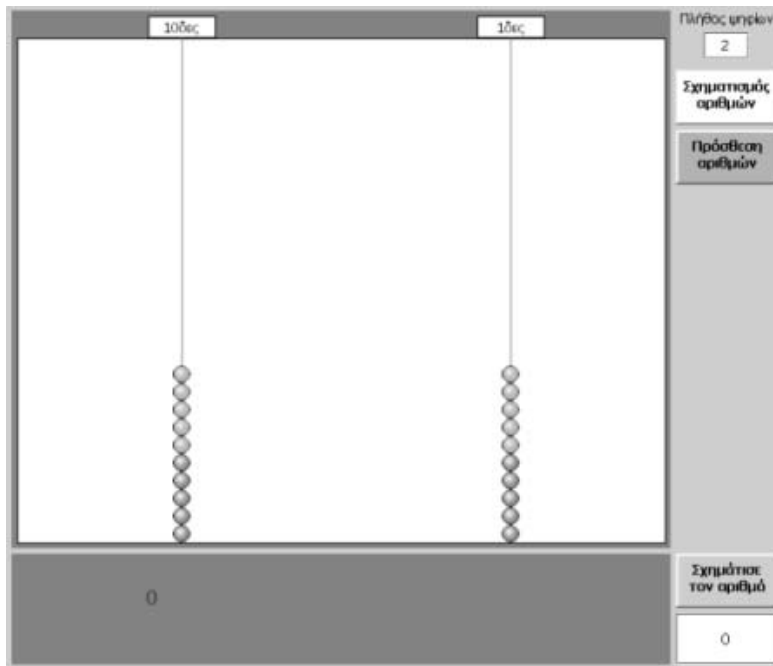 10δες
1δες
Πλήθος ψηφίων
2
Σχηματισμός
αριθμών
Πρόσθεση
αριθμών
0
Σχημάτισε
τον αριθμό
0